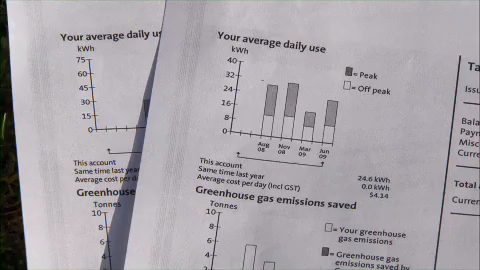 Your average daily us
kWh
75
60
45
30
15
0
This account
Same time last year
Average cost per d
Greenhouse
Tonnes
10
8
6
4
Your average daily use
kWh
40
32
24
16
8
0
= Peak
= Off peak
Aug 08
Nov 08
Mar 09
Jun 09
This account 24.6 kWh
Same time last year 0.0 kWh
Average cost per day (incl GST) $4.14
Greenhouse gas emissions saved
Tonnes
10
8
6
4
2
= Your greenhouse
gas emissions
= Greenhouse gas
emissions saved by
Ta
Issu
Bala
Payn
Misc
Curre
Total
Curren